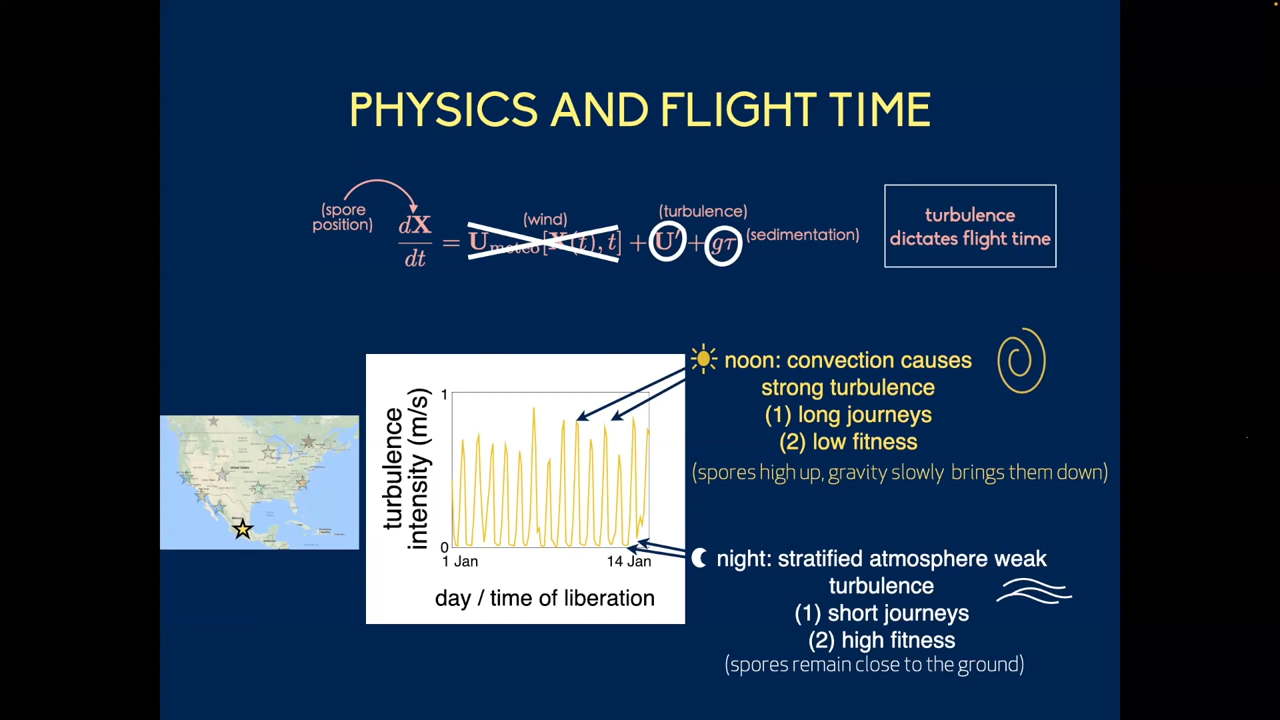 PHYSICS AND FLIGHT TIME
(spore
position)
(wind)
(turbulence)
(sedimentation)
dX/dt = U_meteo[X(t), t] + U′ + gτ
turbulence
dictates flight time
noon: convection causes
strong turbulence
(1) long journeys
(2) low fitness
(spores high up, gravity slowly brings them down)
turbulence
intensity (m/s)
1
0
1 Jan
14 Jan
day / time of liberation
night: stratified atmosphere weak
turbulence
(1) short journeys
(2) high fitness
(spores remain close to the ground)